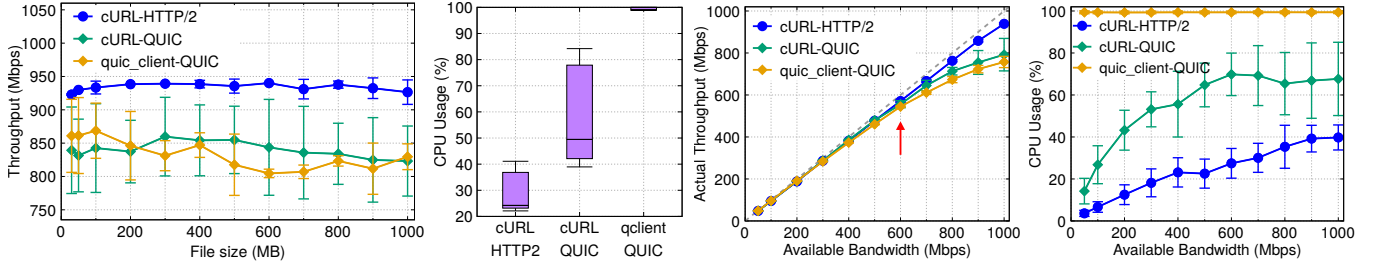 Throughput (Mbps)
1050
1000
950
900
850
800
750
cURL-HTTP/2
cURL-QUIC
quic_client-QUIC
0 200 400 600 800 1000
File size (MB)
CPU Usage (%)
100
90
80
70
60
50
40
30
20
cURL cURL qclient
HTTP2 QUIC QUIC
Actual Throughput (Mbps)
1000
800
600
400
200
0
cURL-HTTP/2
cURL-QUIC
quic_client-QUIC
0 200 400 600 800 1000
Available Bandwidth (Mbps)
CPU Usage (%)
100
80
60
40
20
0
cURL-HTTP/2
cURL-QUIC
quic_client-QUIC
0 200 400 600 800 1000
Available Bandwidth (Mbps)